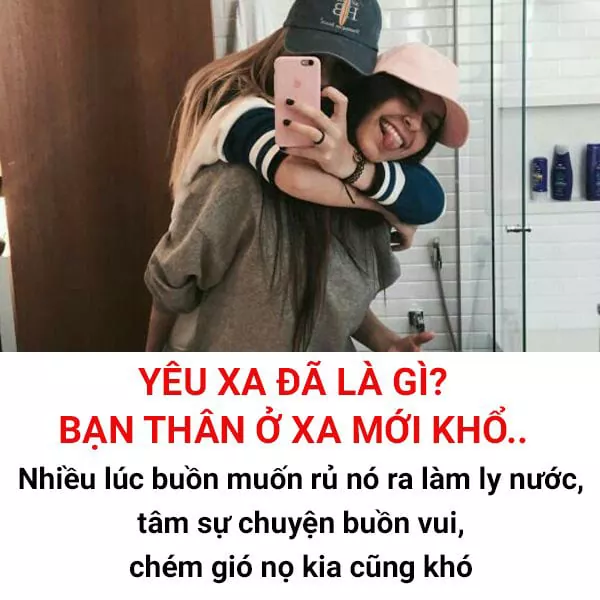 YÊU XA ĐÃ LÀ GÌ?
BẠN THÂN Ở XA MỚI KHỔ..
Nhiều lúc buồn muốn rủ nó ra làm ly nước,
tâm sự chuyện buồn vui,
chém gió nọ kia cũng khó